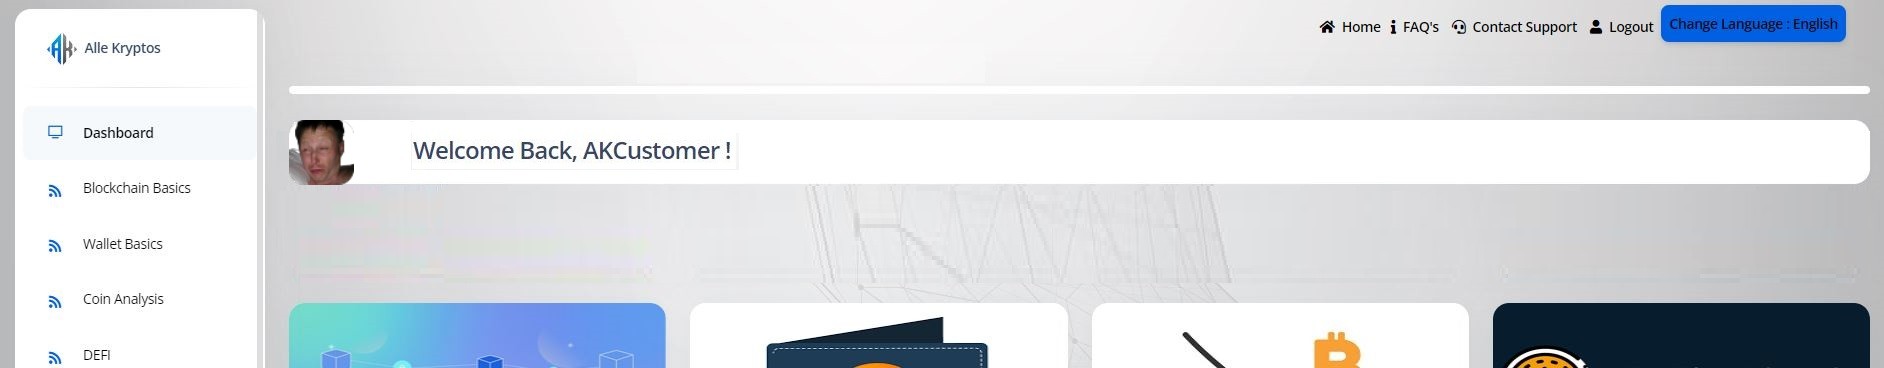 Alle Kryptos
Home FAQ's Contact Support Logout Change Language : English
Dashboard
Welcome Back, AKCustomer !
Blockchain Basics
Wallet Basics
Coin Analysis
DEFI